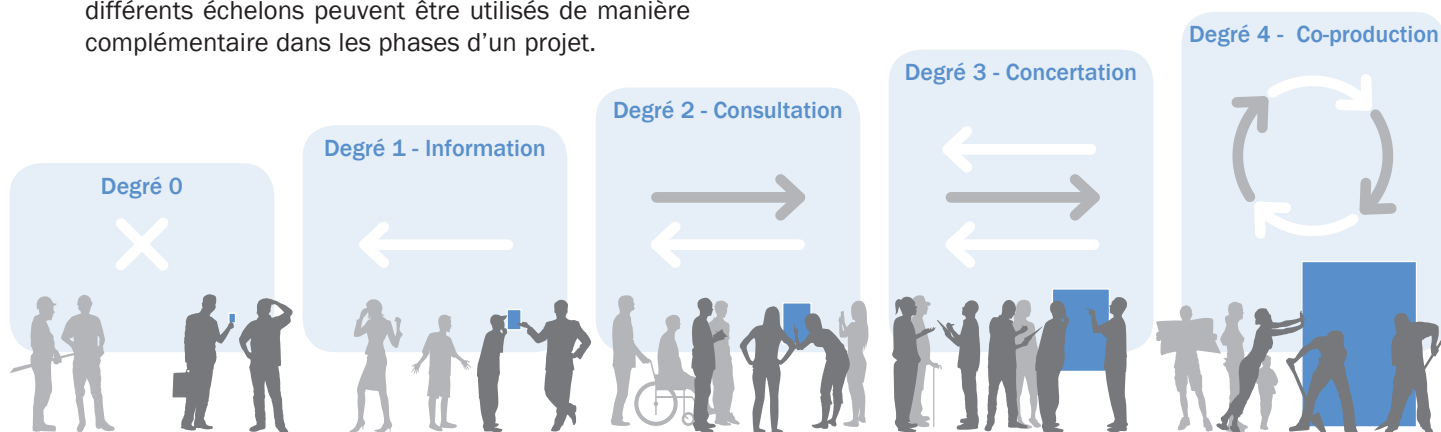 différents échelons peuvent être utilisés de manière
complémentaire dans les phases d'un projet.
Degré 0
Degré 1 - Information
Degré 2 - Consultation
Degré 3 - Concertation
Degré 4 - Co-production